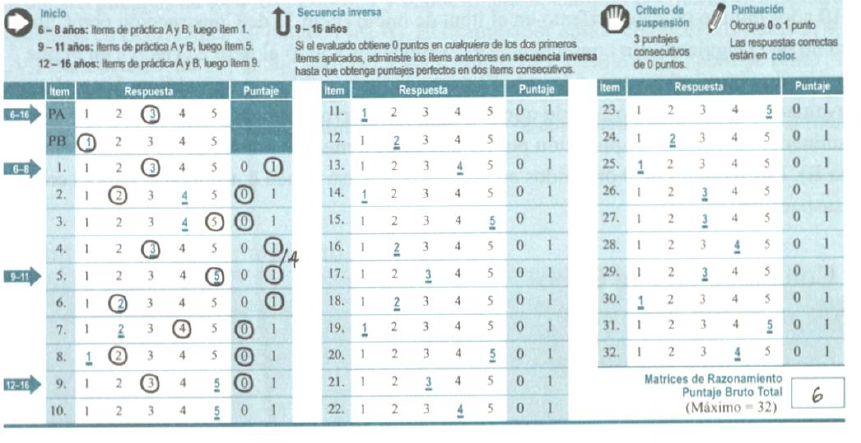 Inicio
6 – 8 años: ítems de práctica A y B, luego ítem 1.
9 – 11 años: ítems de práctica A y B, luego ítem 5.
12 – 16 años: ítems de práctica A y B, luego ítem 9.
Secuencia inversa
9 – 16 años
Si el evaluado obtiene 0 puntos en cualquiera de los dos primeros
ítems aplicados, administre los ítems anteriores en secuencia inversa
hasta que obtenga puntajes perfectos en dos ítems consecutivos.
Criterio de
suspensión
3 puntajes
consecutivos
de 0 puntos.
Puntuación
Otorgue 0 o 1 punto
Las respuestas correctas
están en color.
Ítem Respuesta Puntaje
6–16 PA 1 2 3 4 5
PB 1 2 3 4 5
6–8 1. 1 2 3 4 5 0 1
2. 1 2 3 4 5 0 1
3. 1 2 3 4 5 0 1
4. 1 2 3 4 5 0 1
/4
9–11 5. 1 2 3 4 5 0 1
6. 1 2 3 4 5 0 1
7. 1 2 3 4 5 0 1
8. 1 2 3 4 5 0 1
12–16 9. 1 2 3 4 5 0 1
10. 1 2 3 4 5 0 1
Ítem Respuesta Puntaje
11. 1 2 3 4 5 0 1
12. 1 2 3 4 5 0 1
13. 1 2 3 4 5 0 1
14. 1 2 3 4 5 0 1
15. 1 2 3 4 5 0 1
16. 1 2 3 4 5 0 1
17. 1 2 3 4 5 0 1
18. 1 2 3 4 5 0 1
19. 1 2 3 4 5 0 1
20. 1 2 3 4 5 0 1
21. 1 2 3 4 5 0 1
22. 1 2 3 4 5 0 1
Ítem Respuesta Puntaje
23. 1 2 3 4 5 0 1
24. 1 2 3 4 5 0 1
25. 1 2 3 4 5 0 1
26. 1 2 3 4 5 0 1
27. 1 2 3 4 5 0 1
28. 1 2 3 4 5 0 1
29. 1 2 3 4 5 0 1
30. 1 2 3 4 5 0 1
31. 1 2 3 4 5 0 1
32. 1 2 3 4 5 0 1
Matrices de Razonamiento
Puntaje Bruto Total
(Máximo = 32)
6